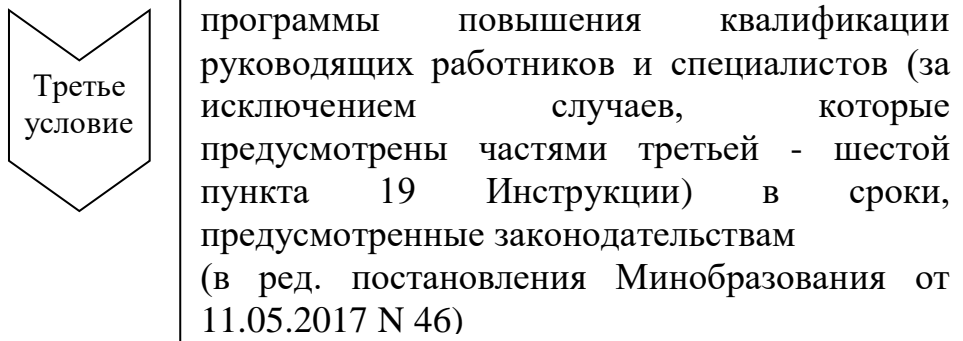 Третье
условие
программы повышения квалификации
руководящих работников и специалистов (за
исключением случаев, которые
предусмотрены частями третьей - шестой
пункта 19 Инструкции) в сроки,
предусмотренные законодательствам
(в ред. постановления Минобразования от
11.05.2017 N 46)